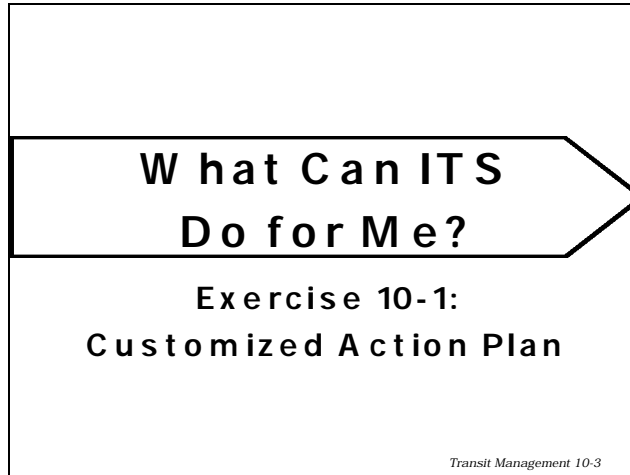 What Can ITS
Do for Me?
Exercise 10-1:
Customized Action Plan
Transit Management 10-3